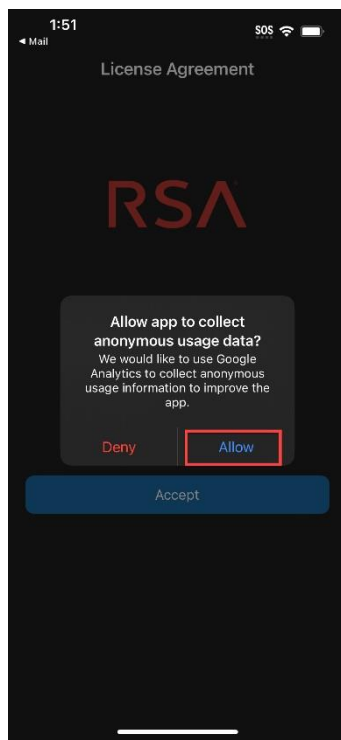 1:51
SOS
◄ Mail
License Agreement
RSA
Allow app to collect
anonymous usage data?
We would like to use Google
Analytics to collect anonymous
usage information to improve the
app.
Deny
Allow
Accept